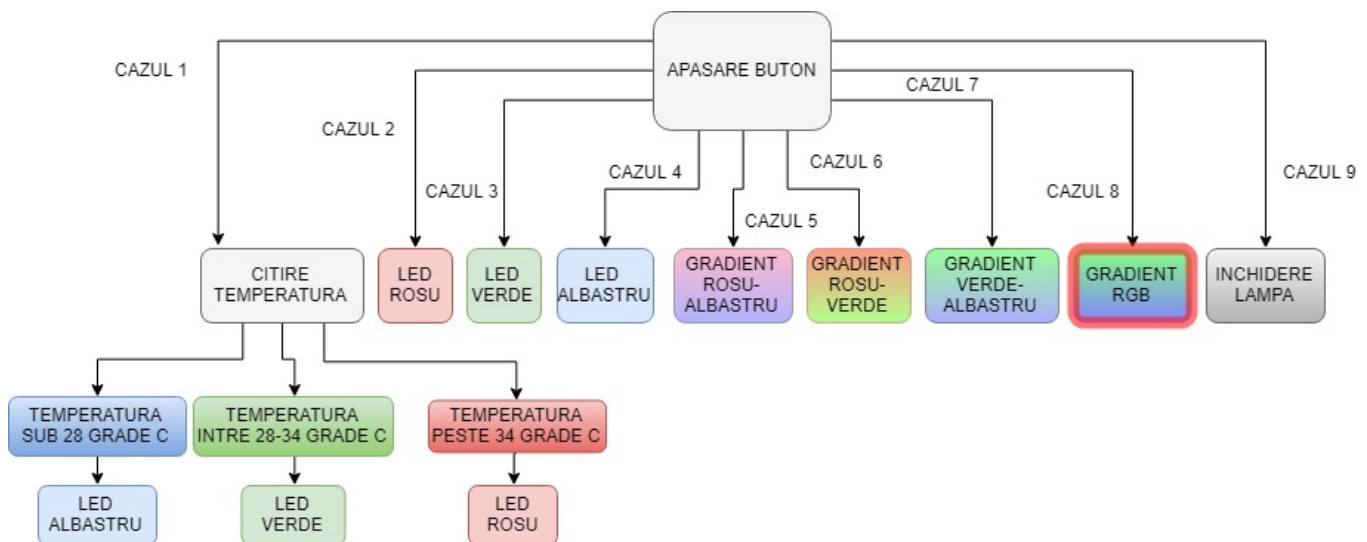 APASARE BUTON
CAZUL 1
CAZUL 2
CAZUL 3
CAZUL 4
CAZUL 5
CAZUL 6
CAZUL 7
CAZUL 8
CAZUL 9
CITIRE
TEMPERATURA
LED
ROSU
LED
VERDE
LED
ALBASTRU
GRADIENT
ROSU-
ALBASTRU
GRADIENT
ROSU-
VERDE
GRADIENT
VERDE-
ALBASTRU
GRADIENT
RGB
INCHIDERE
LAMPA
TEMPERATURA
SUB 28 GRADE C
TEMPERATURA
INTRE 28-34 GRADE C
TEMPERATURA
PESTE 34 GRADE C
LED
ALBASTRU
LED
VERDE
LED
ROSU